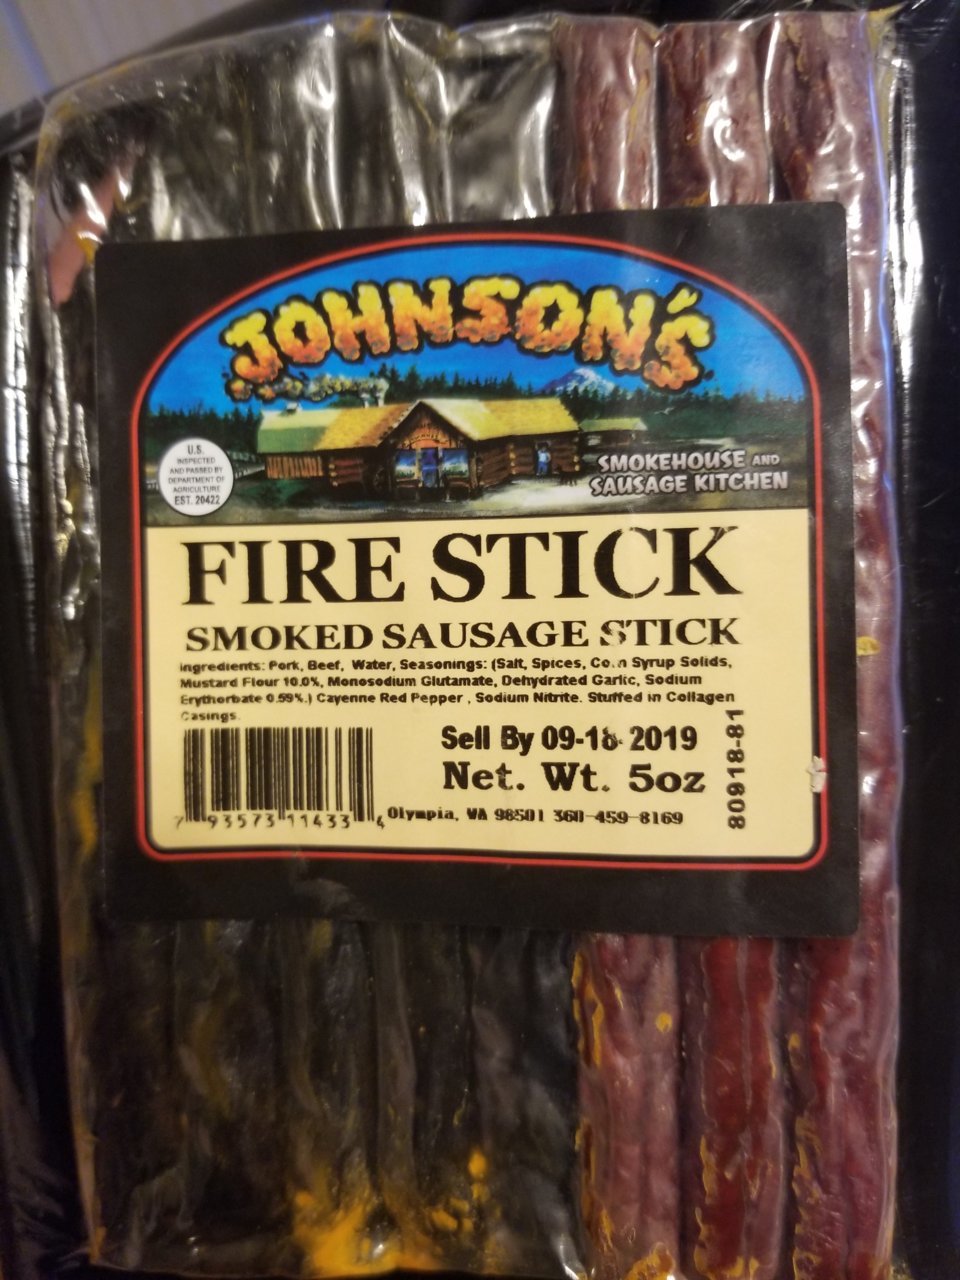 JOHNSON'S
SMOKEHOUSE AND
SAUSAGE KITCHEN
U.S.
INSPECTED
AND PASSED BY
DEPARTMENT OF
AGRICULTURE
EST. 20422
FIRE STICK
SMOKED SAUSAGE STICK
Ingredients: Pork, Beef, Water, Seasonings: (Salt, Spices, Corn Syrup Solids,
Mustard Flour 10.0%, Monosodium Glutamate, Dehydrated Garlic, Sodium
Erythorbate 0.59%.) Cayenne Red Pepper , Sodium Nitrite. Stuffed in Collagen
Casings.
Sell By 09-18-2019
Net. Wt. 5oz
80918-81
7 93573 11433 4
Olympia, WA 98501 360-459-8169